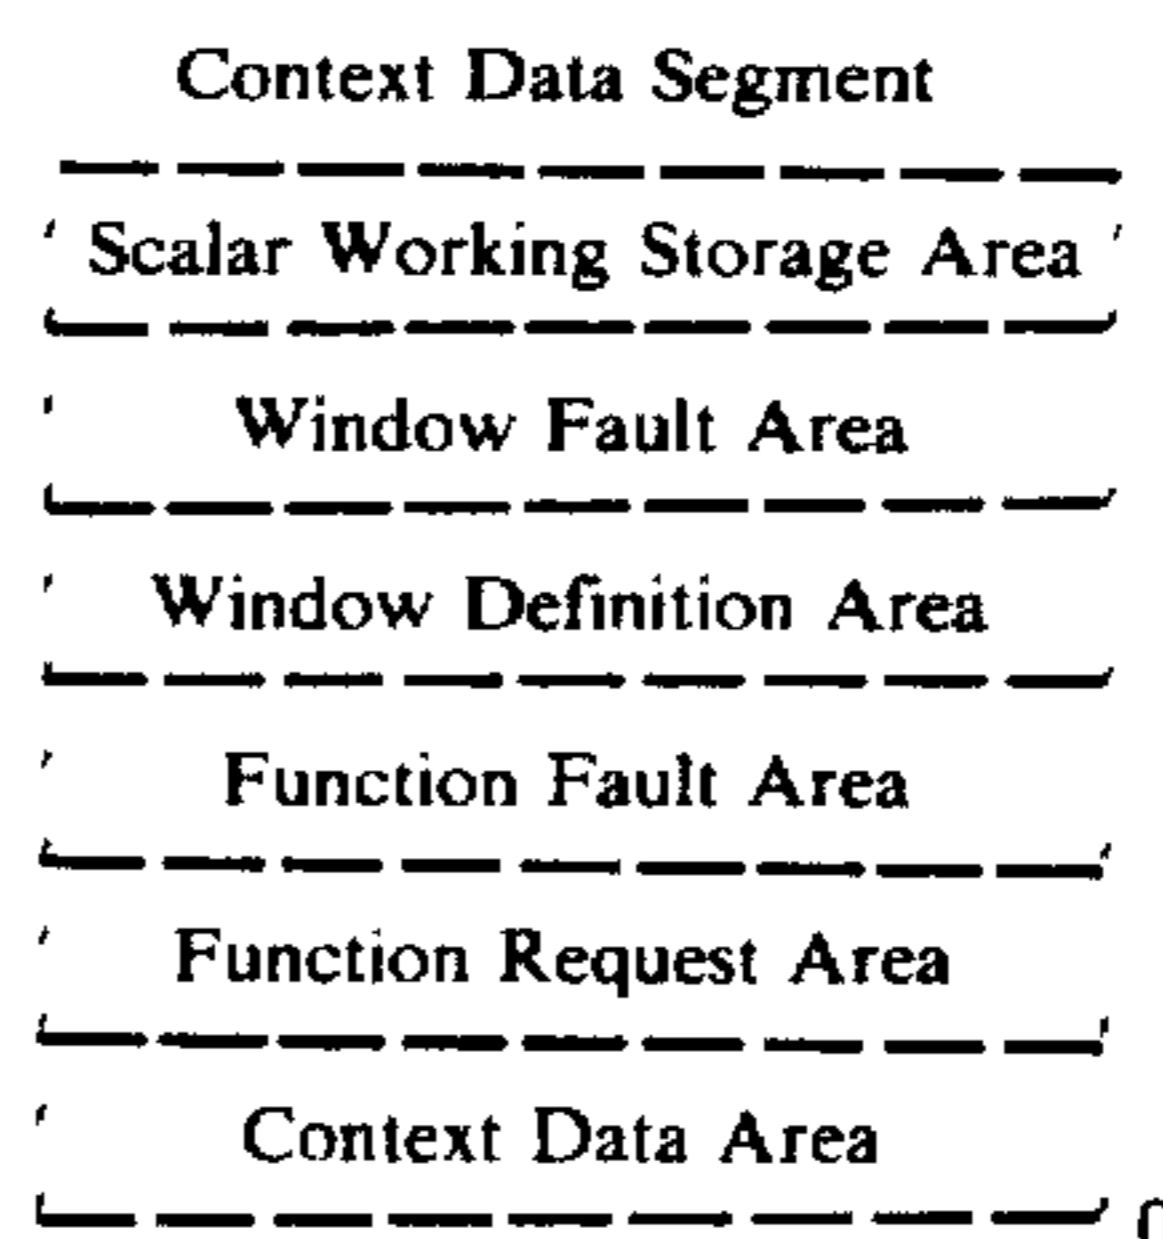 Context Data Segment
Scalar Working Storage Area
Window Fault Area
Window Definition Area
Function Fault Area
Function Request Area
Context Data Area